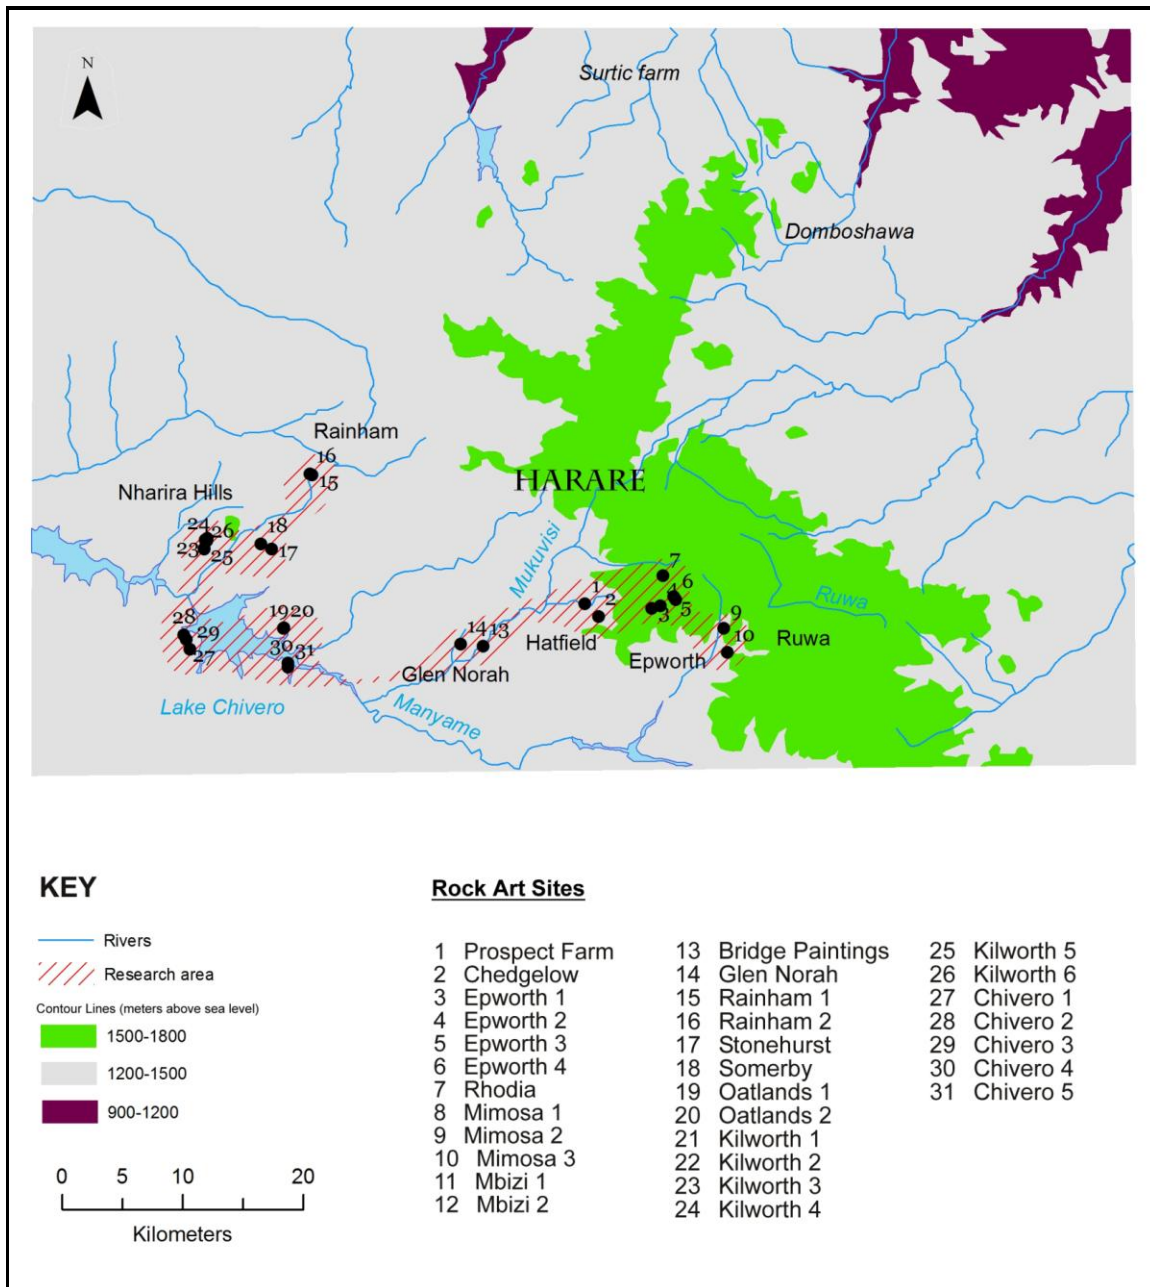 N
Surtic farm
Domboshawa
Rainham
16
15
HARARE
Nharira Hills
24
26
23
25
18
17
Mukuvisi
7
6
4
5
3
1
2
Ruwa
28
29
27
19 20
30
31
14 13
Hatfield
9
10
Ruwa
Epworth
Glen Norah
Lake Chivero
Manyame
KEY
Rivers
Research area
Contour Lines (meters above sea level)
1500-1800
1200-1500
900-1200
0 5 10 20
Kilometers
Rock Art Sites
1 Prospect Farm
2 Chedgelow
3 Epworth 1
4 Epworth 2
5 Epworth 3
6 Epworth 4
7 Rhodia
8 Mimosa 1
9 Mimosa 2
10 Mimosa 3
11 Mbizi 1
12 Mbizi 2
13 Bridge Paintings
14 Glen Norah
15 Rainham 1
16 Rainham 2
17 Stonehurst
18 Somerby
19 Oatlands 1
20 Oatlands 2
21 Kilworth 1
22 Kilworth 2
23 Kilworth 3
24 Kilworth 4
25 Kilworth 5
26 Kilworth 6
27 Chivero 1
28 Chivero 2
29 Chivero 3
30 Chivero 4
31 Chivero 5